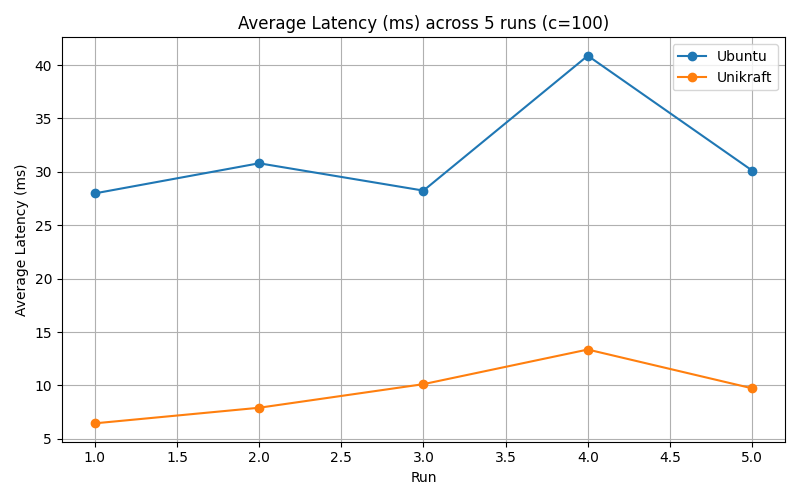 Average Latency (ms) across 5 runs (c=100)
Ubuntu
Unikraft
Average Latency (ms)
40
35
30
25
20
15
10
5
1.0 1.5 2.0 2.5 3.0 3.5 4.0 4.5 5.0
Run